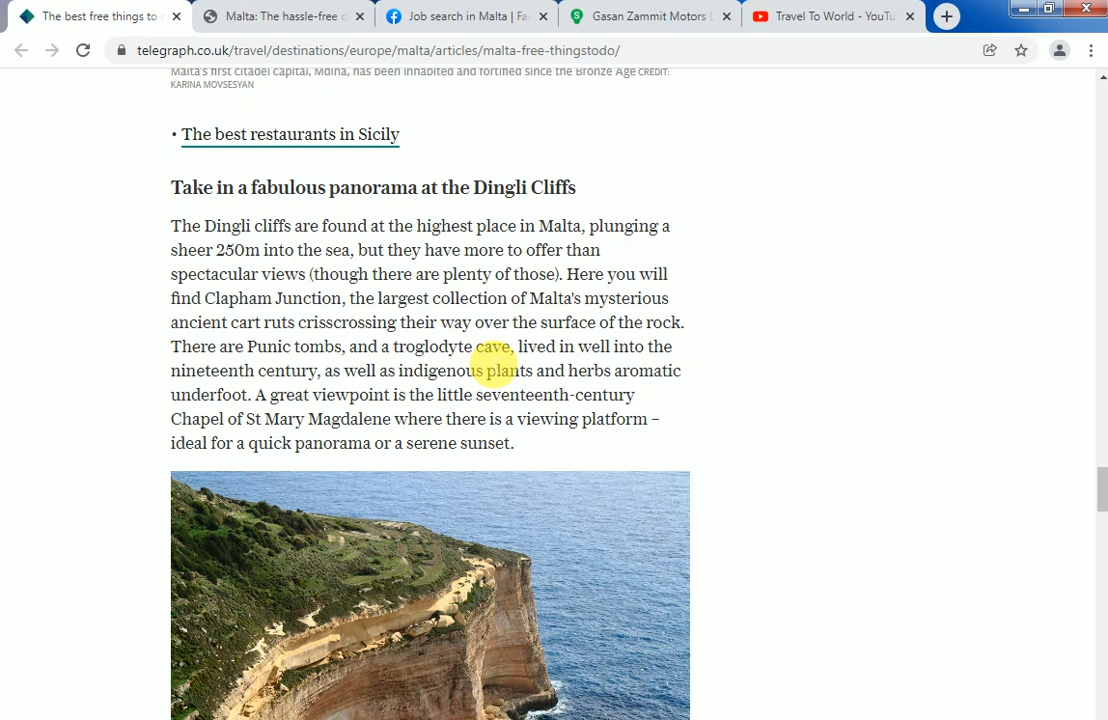 The best free things to
Malta: The hassle-free
Job search in Malta | Fa
Gasan Zammit Motors
Travel To World - YouTu
telegraph.co.uk/travel/destinations/europe/malta/articles/malta-free-thingstodo/
Malta's first citadel capital, Mdina, has been inhabited and fortified since the Bronze Age CREDIT:
KARINA MOVSESYAN
• The best restaurants in Sicily
Take in a fabulous panorama at the Dingli Cliffs
The Dingli cliffs are found at the highest place in Malta, plunging a
sheer 250m into the sea, but they have more to offer than
spectacular views (though there are plenty of those). Here you will
find Clapham Junction, the largest collection of Malta's mysterious
ancient cart ruts crisscrossing their way over the surface of the rock.
There are Punic tombs, and a troglodyte cave, lived in well into the
nineteenth century, as well as indigenous plants and herbs aromatic
underfoot. A great viewpoint is the little seventeenth-century
Chapel of St Mary Magdalene where there is a viewing platform –
ideal for a quick panorama or a serene sunset.